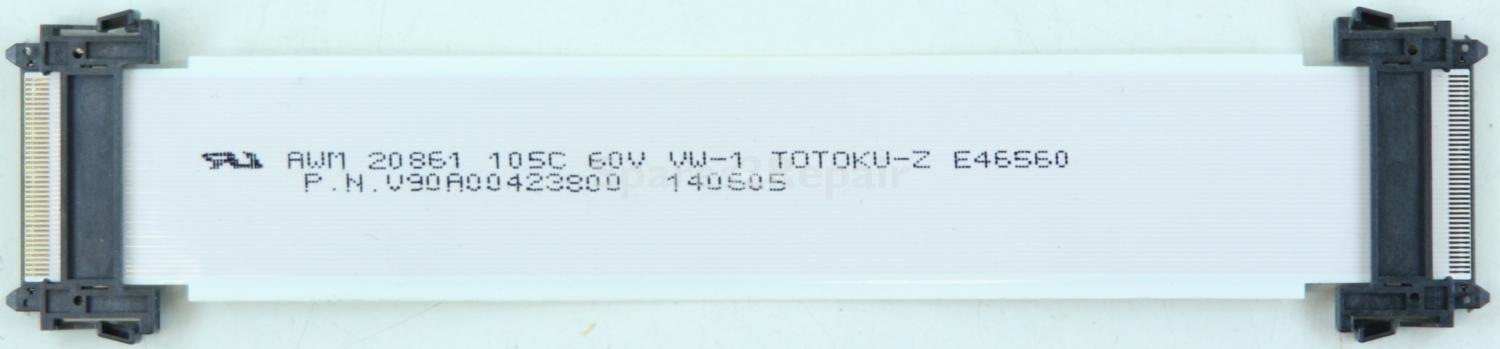 AWM 20861 105C 60V VW-1 TOTOKU-Z E46560
P.N.V90A00423800 140605